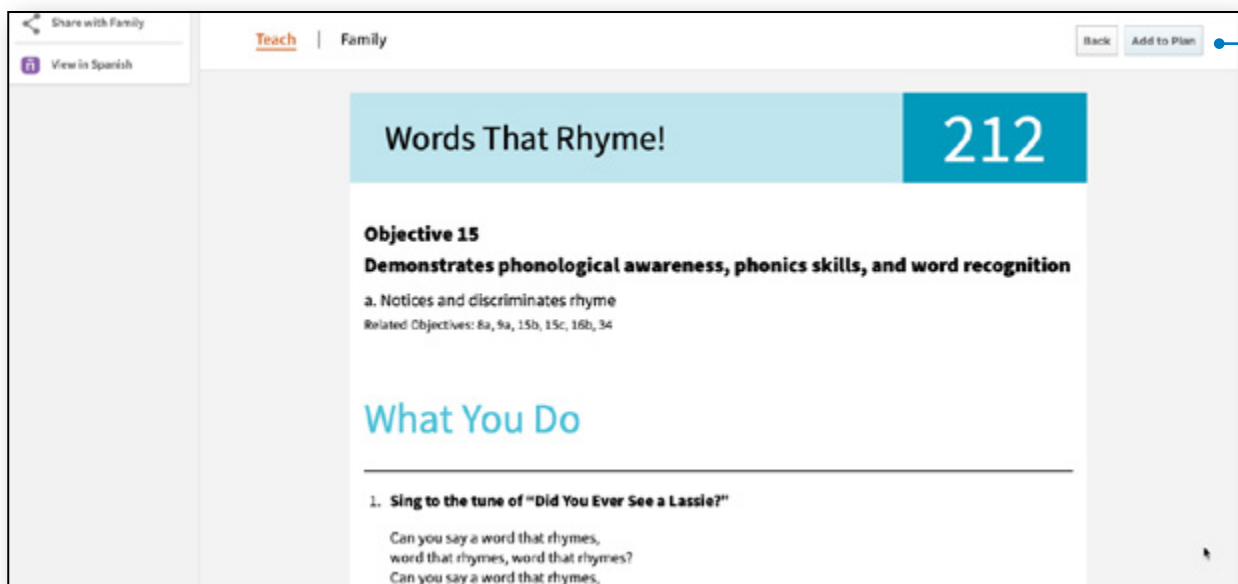 Share with Family
View in Spanish
Teach | Family
Back
Add to Plan
Words That Rhyme!
212
Objective 15
Demonstrates phonological awareness, phonics skills, and word recognition
a. Notices and discriminates rhyme
Related Objectives: 8a, 9a, 15b, 15c, 16b, 34
What You Do
1. Sing to the tune of “Did You Ever See a Lassie?”
Can you say a word that rhymes,
word that rhymes, word that rhymes?
Can you say a word that rhymes,